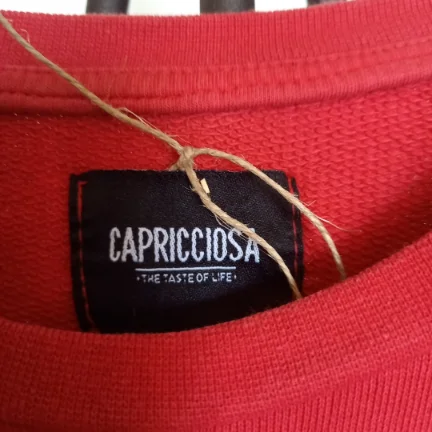 CAPRICCIOSA
·THE TASTE OF LIFE·